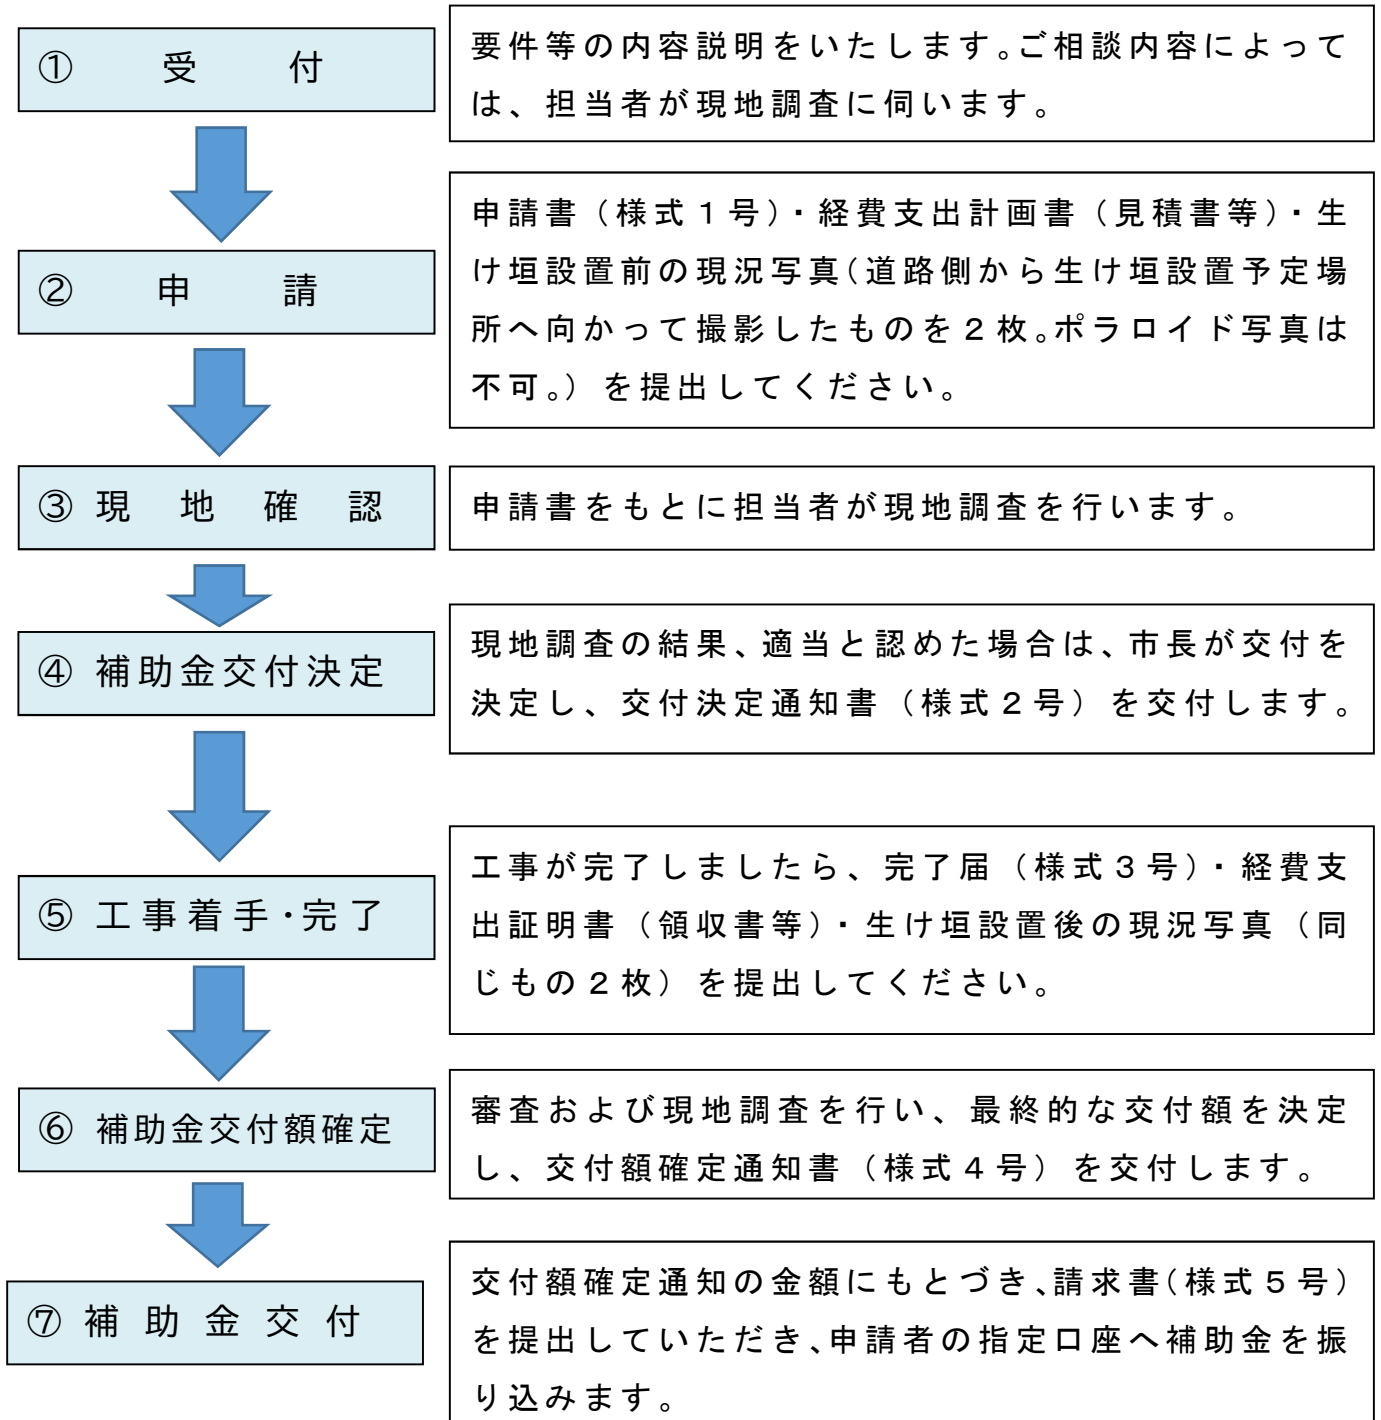 ① 受付
要件等の内容説明をいたします。ご相談内容によって
は、担当者が現地調査に伺います。
② 申請
申請書（様式１号）・経費支出計画書（見積書等）・生
け垣設置前の現況写真（道路側から生け垣設置予定場
所へ向かって撮影したものを２枚。ポラロイド写真は
不可。）を提出してください。
③ 現地確認
申請書をもとに担当者が現地調査を行います。
④ 補助金交付決定
現地調査の結果、適当と認めた場合は、市長が交付を
決定し、交付決定通知書（様式２号）を交付します。
⑤ 工事着手・完了
工事が完了しましたら、完了届（様式３号）・経費支
出証明書（領収書等）・生け垣設置後の現況写真（同
じもの２枚）を提出してください。
⑥ 補助金交付額確定
審査および現地調査を行い、最終的な交付額を決定
し、交付額確定通知書（様式４号）を交付します。
⑦ 補助金交付
交付額確定通知の金額にもとづき、請求書（様式５号）
を提出していただき、申請者の指定口座へ補助金を振
り込みます。